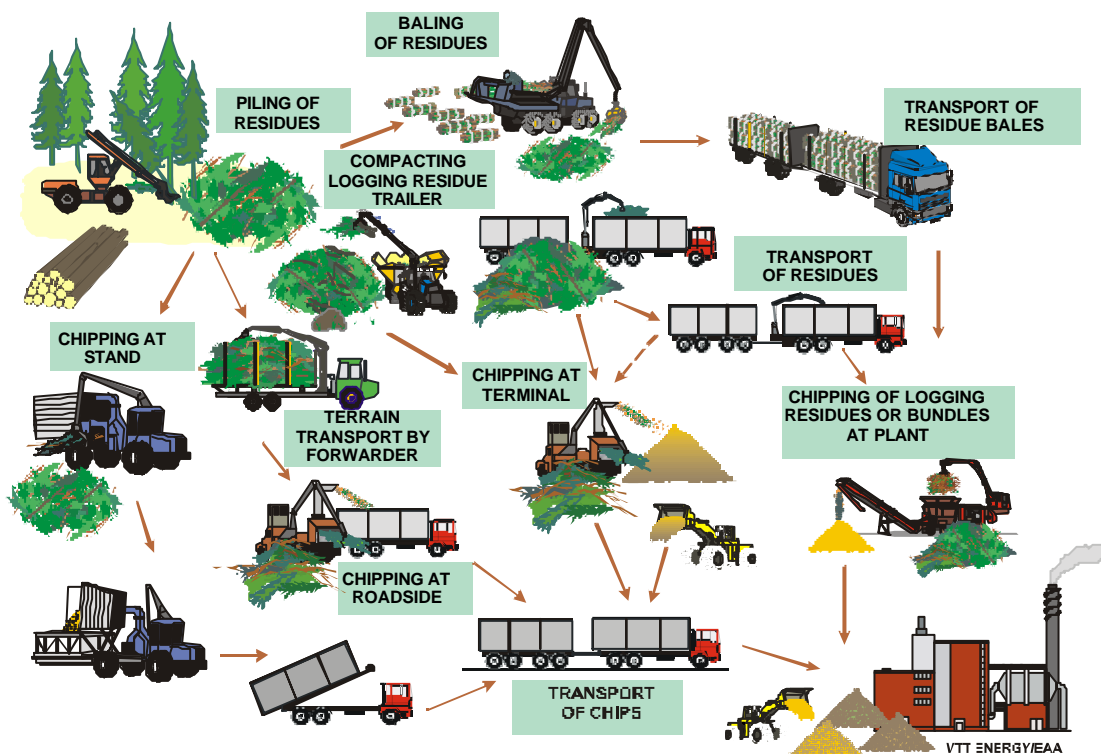 BALING
OF RESIDUES
PILING OF
RESIDUES
TRANSPORT OF
RESIDUE BALES
COMPACTING
LOGGING RESIDUE
TRAILER
TRANSPORT
OF RESIDUES
CHIPPING AT
STAND
CHIPPING AT
TERMINAL
CHIPPING OF LOGGING
RESIDUES OR BUNDLES
AT PLANT
TERRAIN
TRANSPORT BY
FORWARDER
CHIPPING AT
ROADSIDE
TRANSPORT
OF CHIPS
VTT ENERGY/EAA